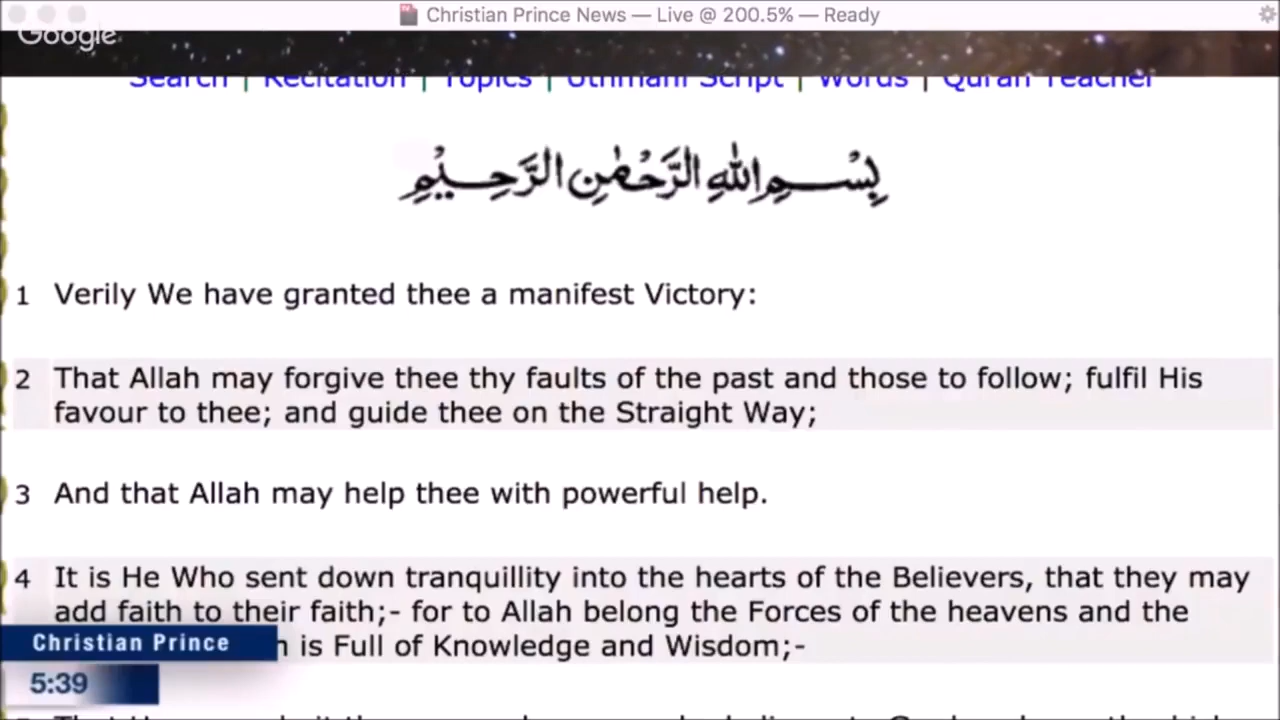 Christian Prince News — Live @ 200.5% — Ready
Google
Search | Recitation | Topics | Uthmani Script | Words | Quran Teacher
بِسْمِ اللهِ الرَّحْمٰنِ الرَّحِيْمِ
1 Verily We have granted thee a manifest Victory:
2 That Allah may forgive thee thy faults of the past and those to follow; fulfil His
favour to thee; and guide thee on the Straight Way;
3 And that Allah may help thee with powerful help.
4 It is He Who sent down tranquillity into the hearts of the Believers, that they may
add faith to their faith;- for to Allah belong the Forces of the heavens and the
is Full of Knowledge and Wisdom;-
Christian Prince
5:39